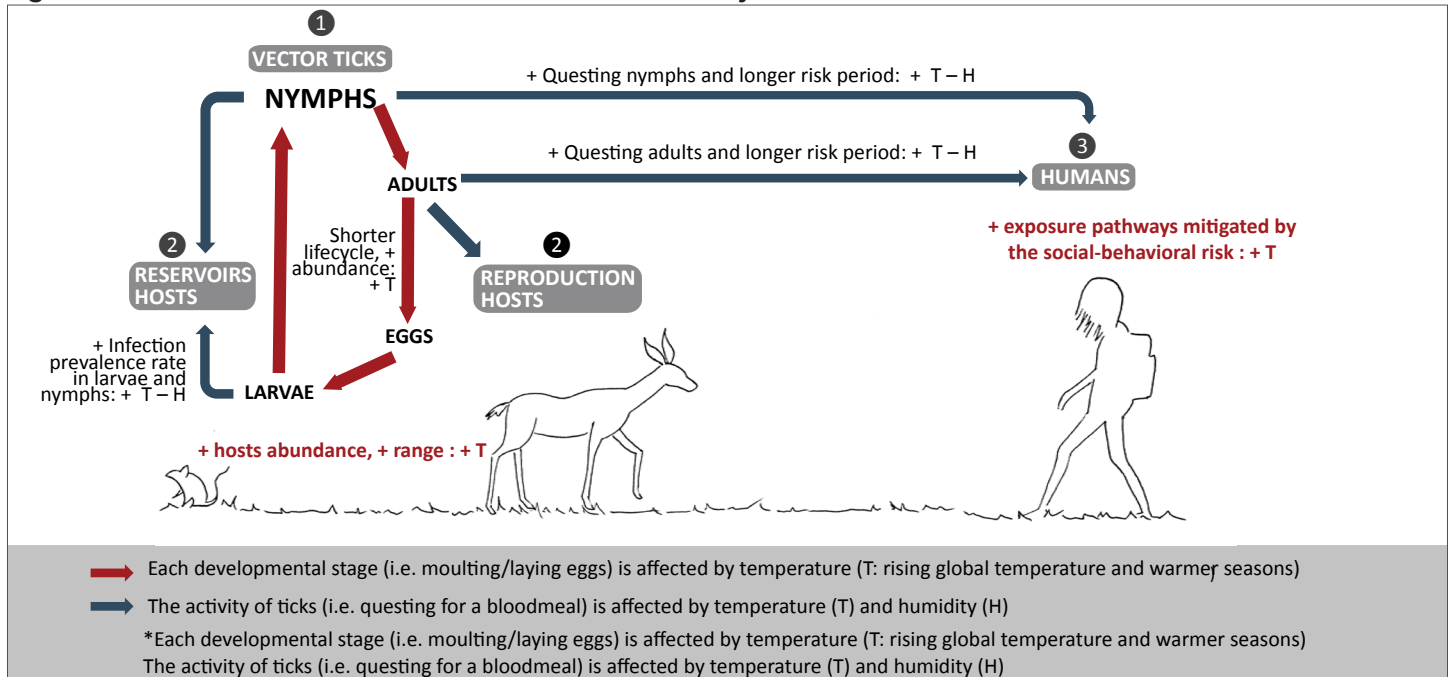 1
VECTOR TICKS
NYMPHS
+ Questing nymphs and longer risk period: + T – H
+ Questing adults and longer risk period: + T – H
3
HUMANS
ADULTS
+ exposure pathways mitigated by
the social-behavioral risk : + T
Shorter
lifecycle, +
abundance:
+ T
2
RESERVOIRS
HOSTS
2
REPRODUCTION
HOSTS
EGGS
+ Infection
prevalence rate
in larvae and
nymphs: + T – H
LARVAE
+ hosts abundance, + range : + T
Each developmental stage (i.e. moulting/laying eggs) is affected by temperature (T: rising global temperature and warmer seasons)
The activity of ticks (i.e. questing for a bloodmeal) is affected by temperature (T) and humidity (H)
*Each developmental stage (i.e. moulting/laying eggs) is affected by temperature (T: rising global temperature and warmer seasons)
The activity of ticks (i.e. questing for a bloodmeal) is affected by temperature (T) and humidity (H)